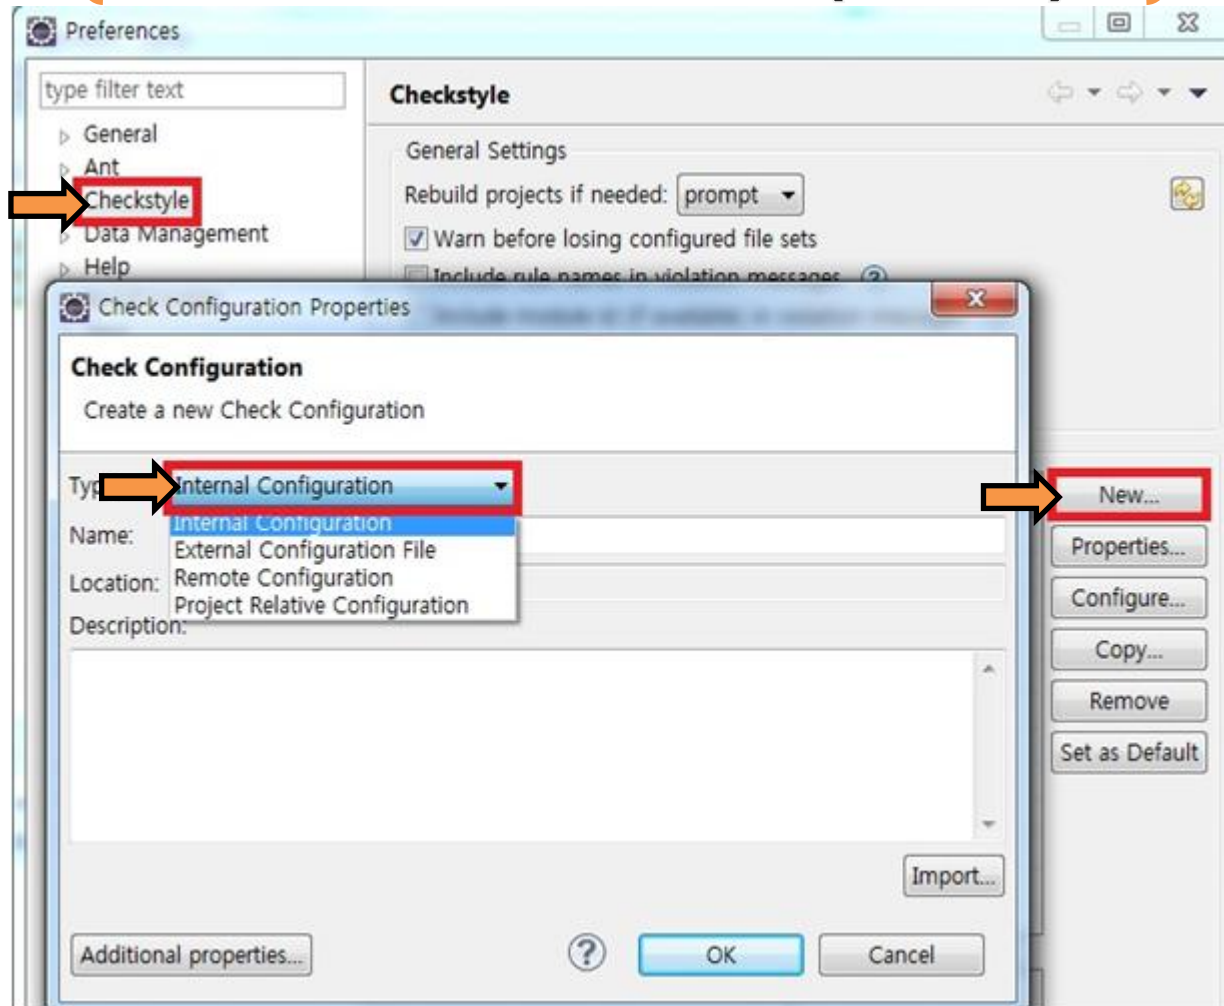 Preferences
type filter text
Checkstyle
General
General Settings
Ant
Checkstyle
Rebuild projects if needed: prompt
Data Management
Warn before losing configured file sets
Help
Include rule names in violation messages
Check Configuration Properties
Check Configuration
Create a new Check Configuration
Typ
Internal Configuration
New...
Internal Configuration
Name:
External Configuration File
Properties...
Location:
Remote Configuration
Configure...
Project Relative Configuration
Description:
Copy...
Remove
Set as Default
Import...
Additional properties...
?
OK
Cancel